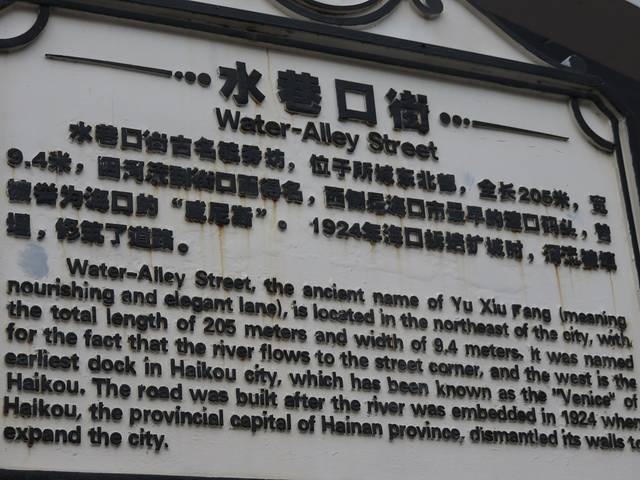 水巷口街
Water-Alley Street
水巷口街古名毓秀坊，位于所城东北部，全长205米，宽
9.4米，因河流到街口而得名，西侧是海口市最早的港口码头，曾
被誉为海口的“威尼斯”。1924年海口拆墙扩城时，河流被埋
，修筑了道路。
Water-Alley Street, the ancient name of Yu Xiu Fang (meaning
nourishing and elegant lane), is located in the northeast of the city, with
the total length of 205 meters and width of 9.4 meters. It was named
for the fact that the river flows to the street corner, and the west is the
earliest dock in Haikou city, which has been known as the "Venice" of
Haikou. The road was built after the river was embedded in 1924 when
Haikou, the provincial capital of Hainan province, dismantled its walls to
expand the city.